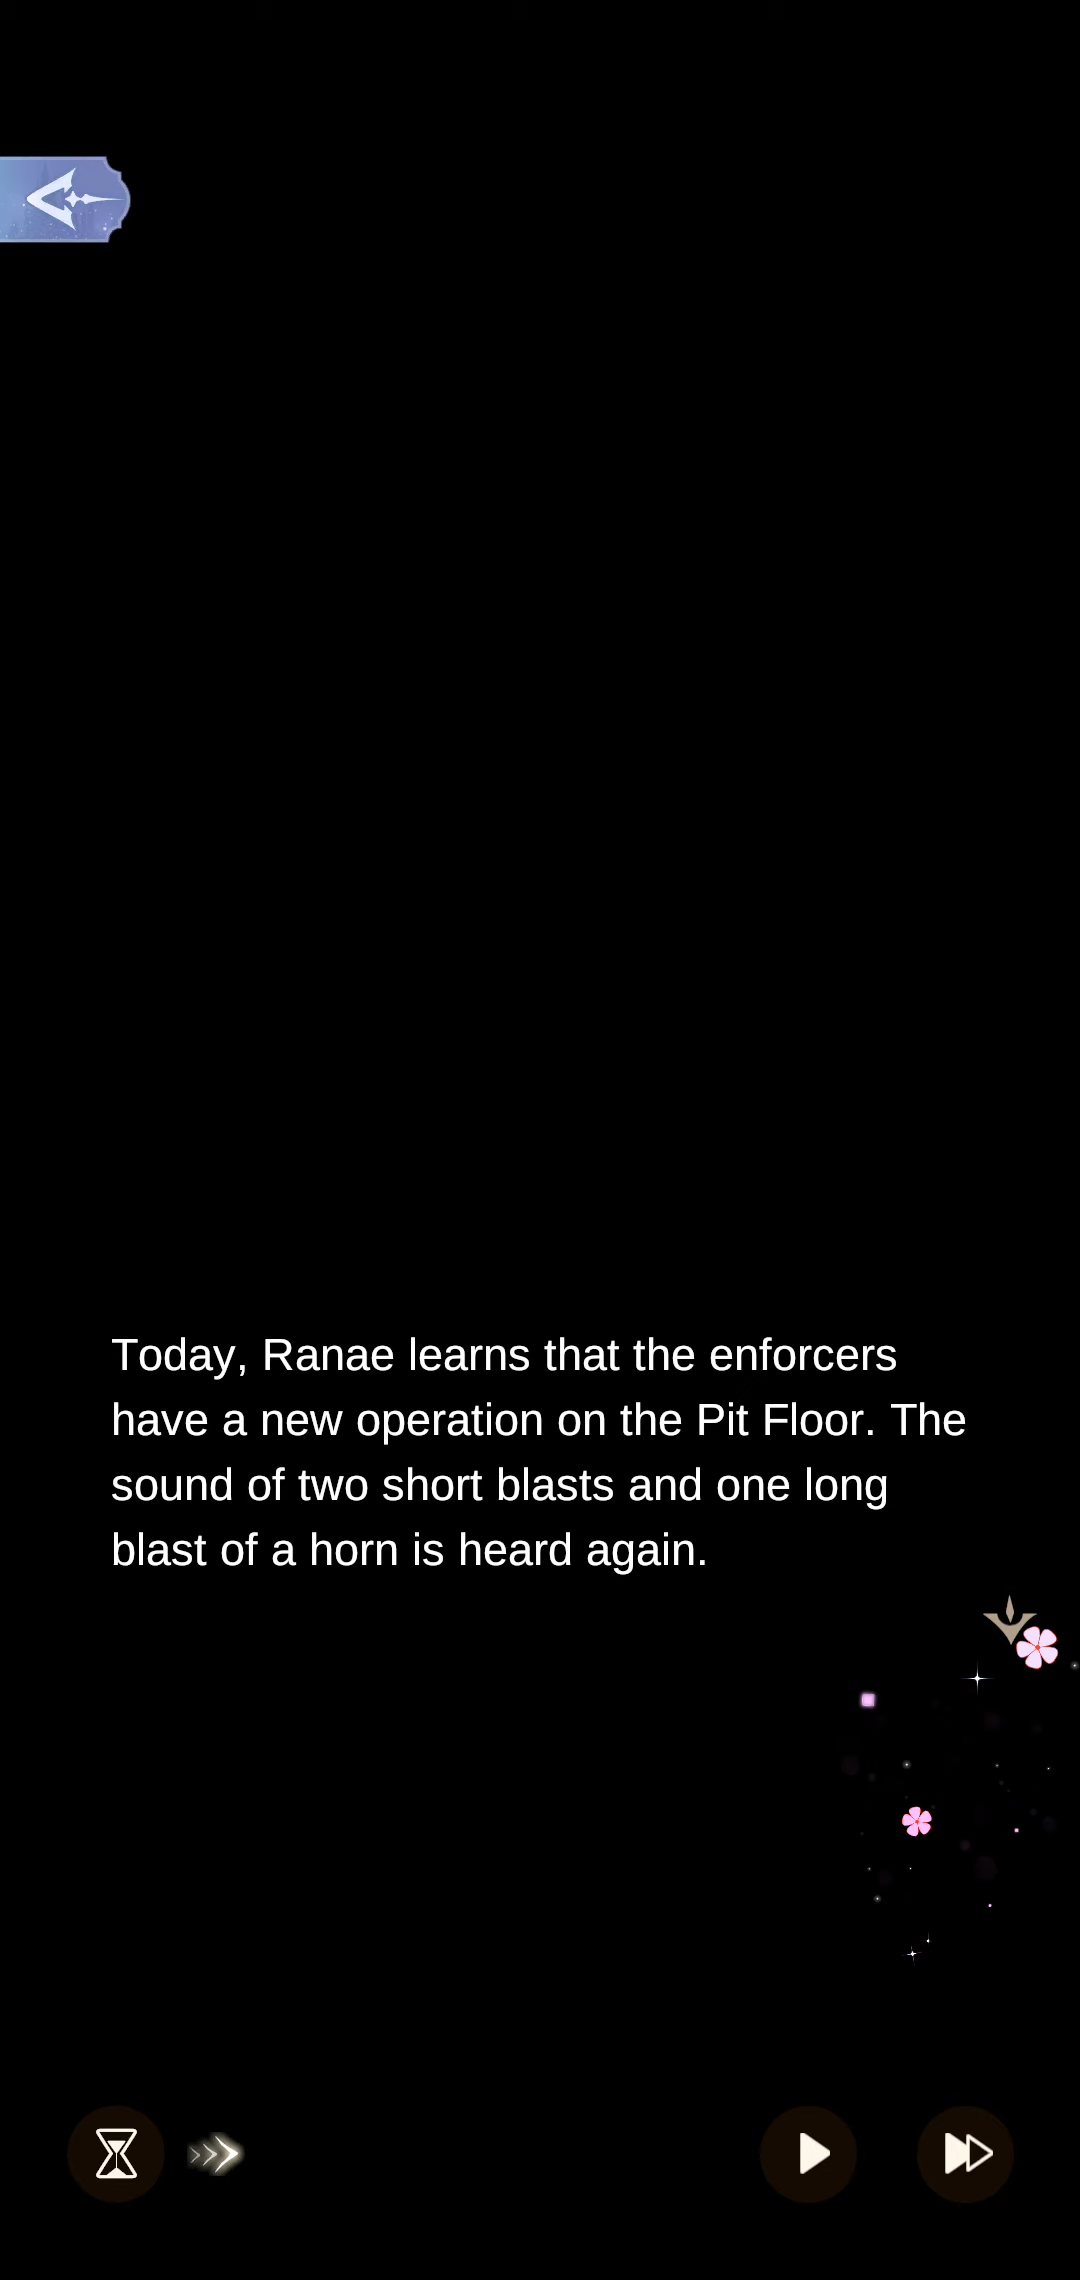 Today, Ranae learns that the enforcers
have a new operation on the Pit Floor. The
sound of two short blasts and one long
blast of a horn is heard again.